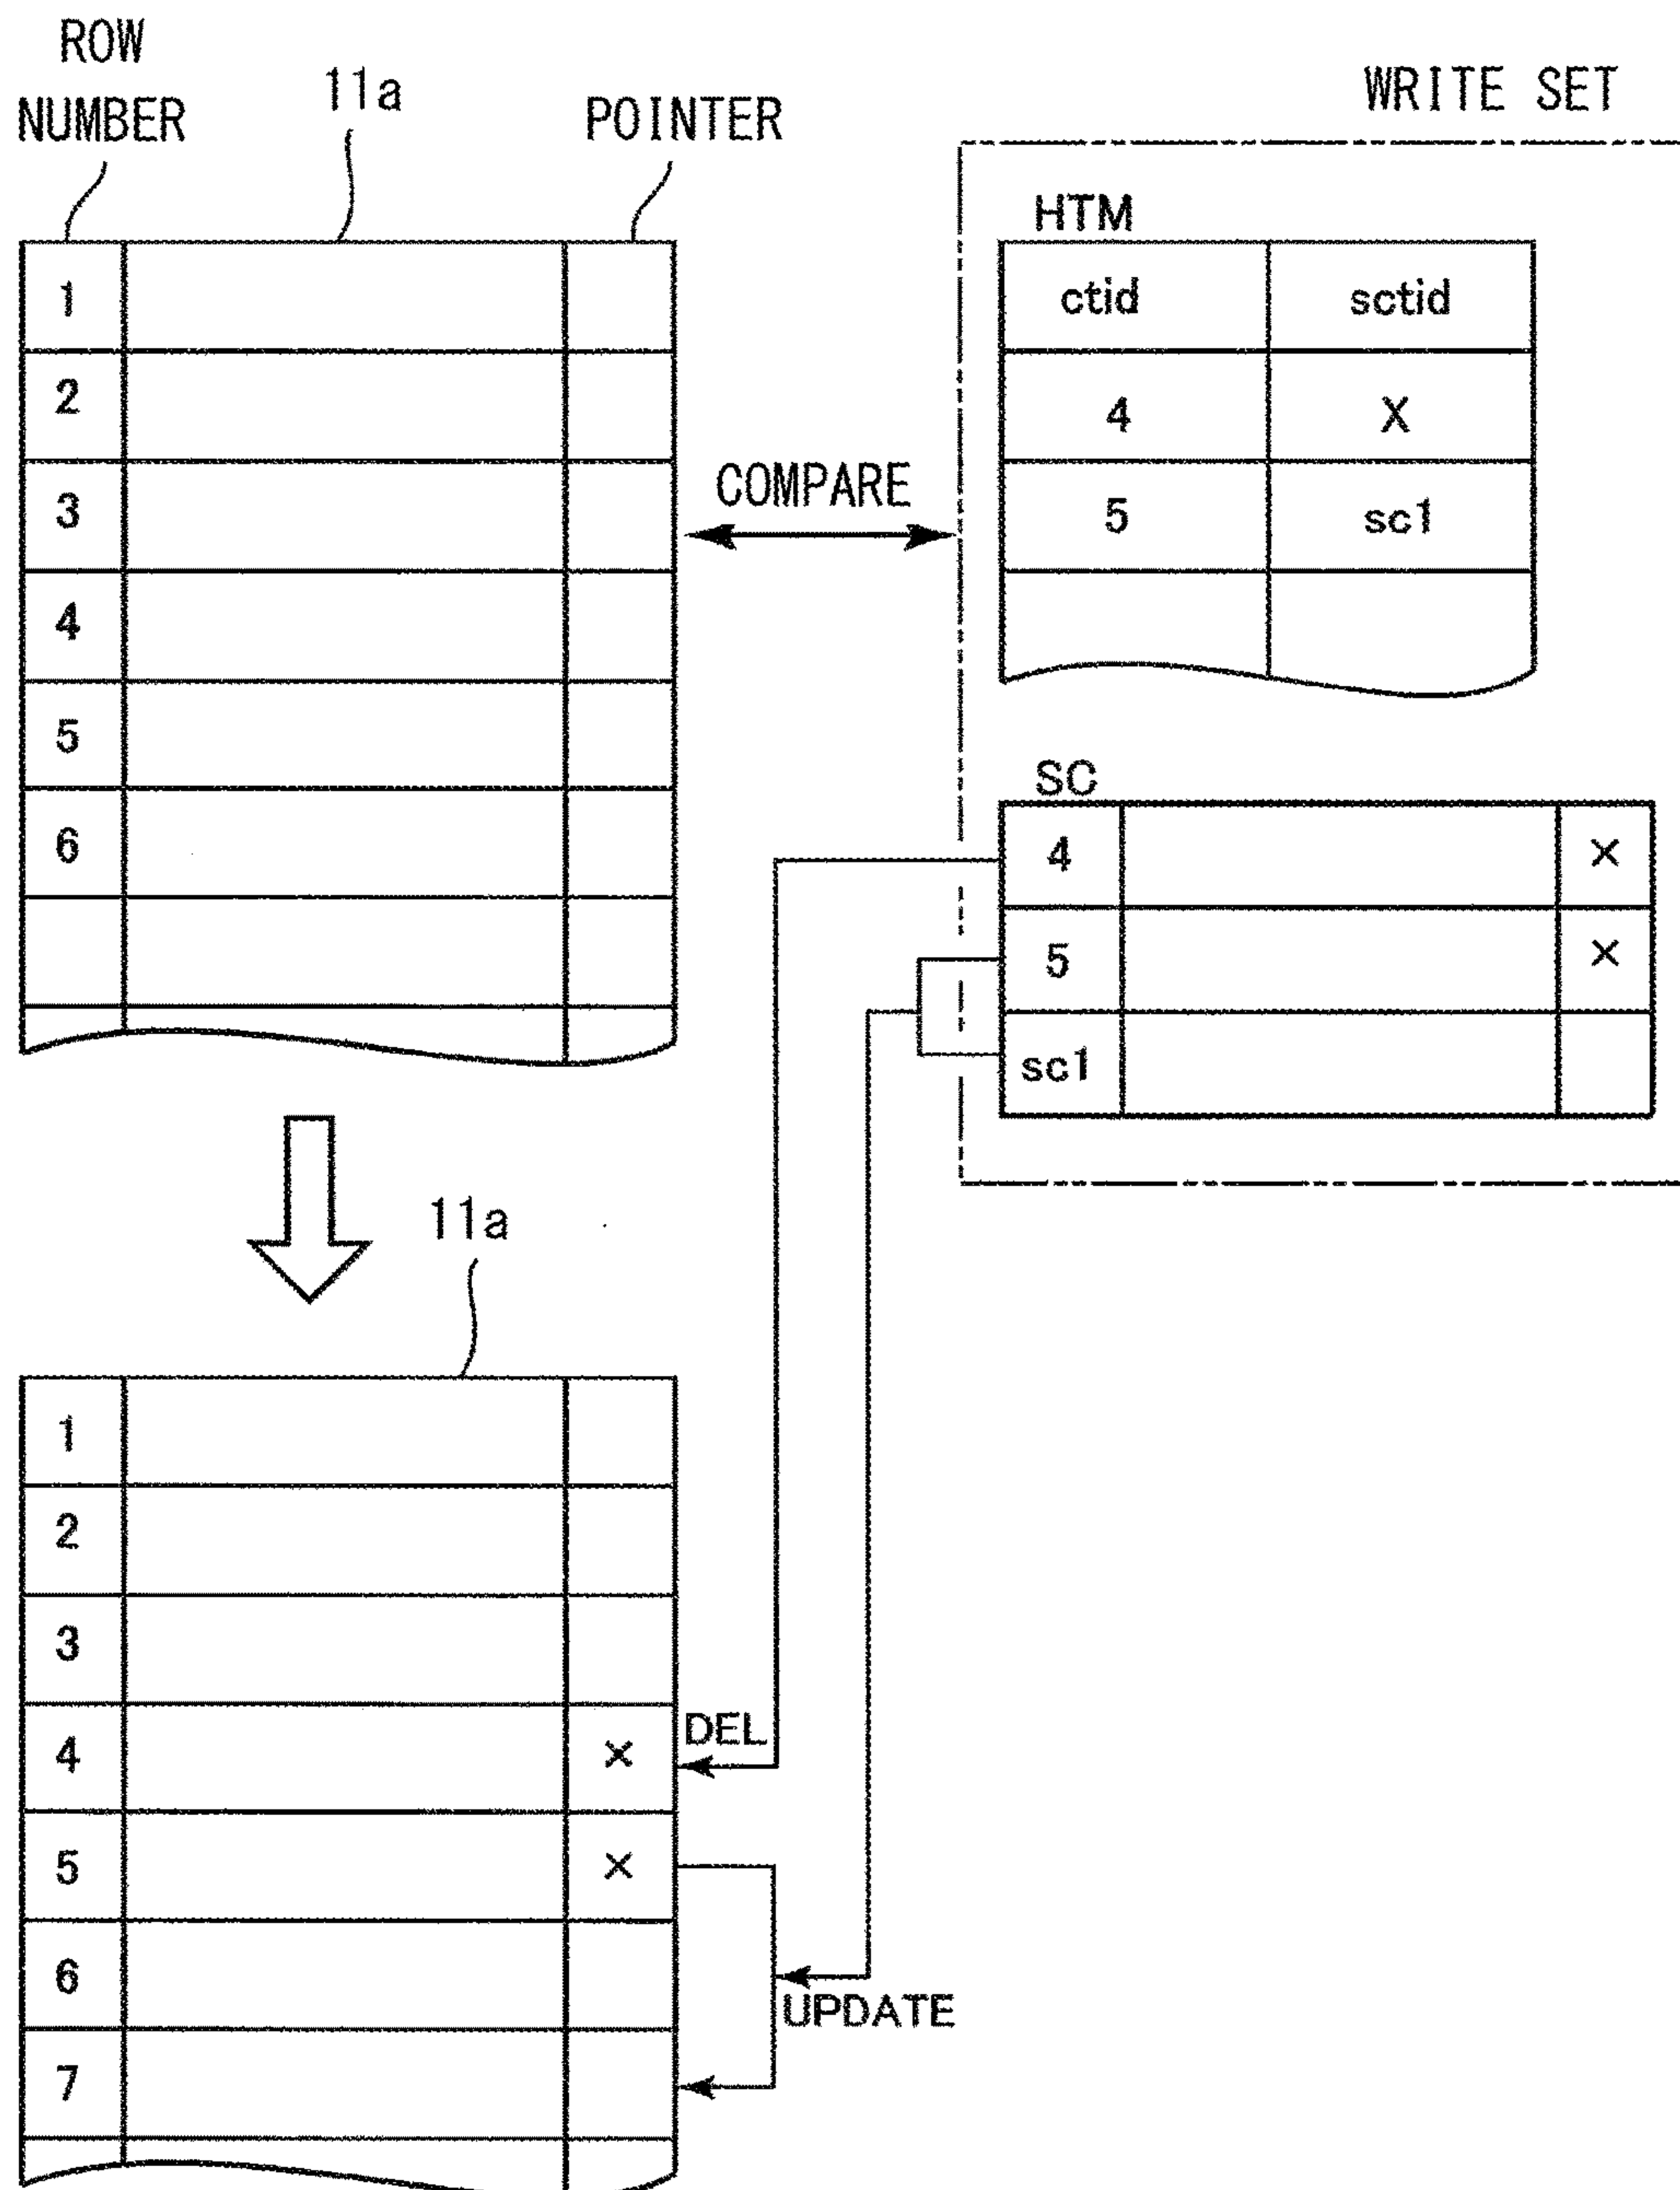 ROW
NUMBER
11a
POINTER
1
2
3
4
5
6
COMPARE
WRITE SET
HTM
ctid sctid
4 X
5 sc1
SC
4 ×
5 ×
sc1
11a
1
2
3
4 ×
5 ×
6
7
DEL
UPDATE